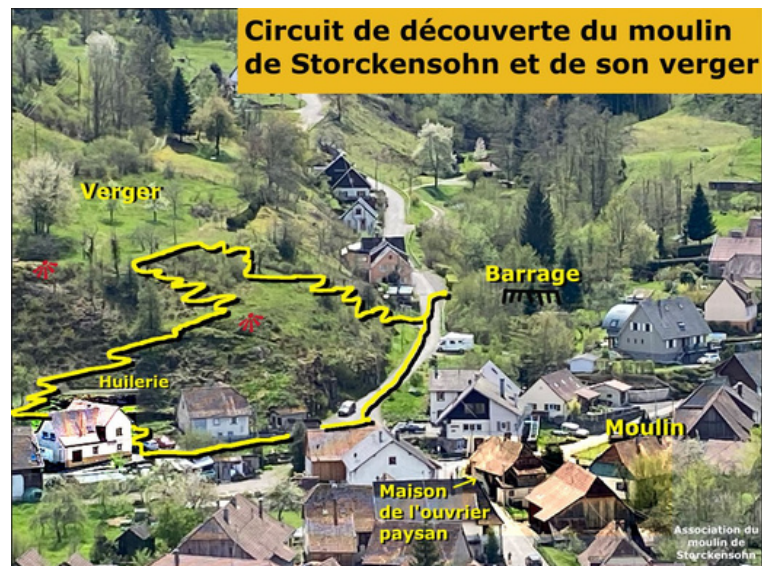 Circuit de découverte du moulin
de Storckensohn et de son verger
Verger
Barrage
Huilerie
Moulin
Maison
de l'ouvrier
paysan
Association du
moulin de
Storckensohn